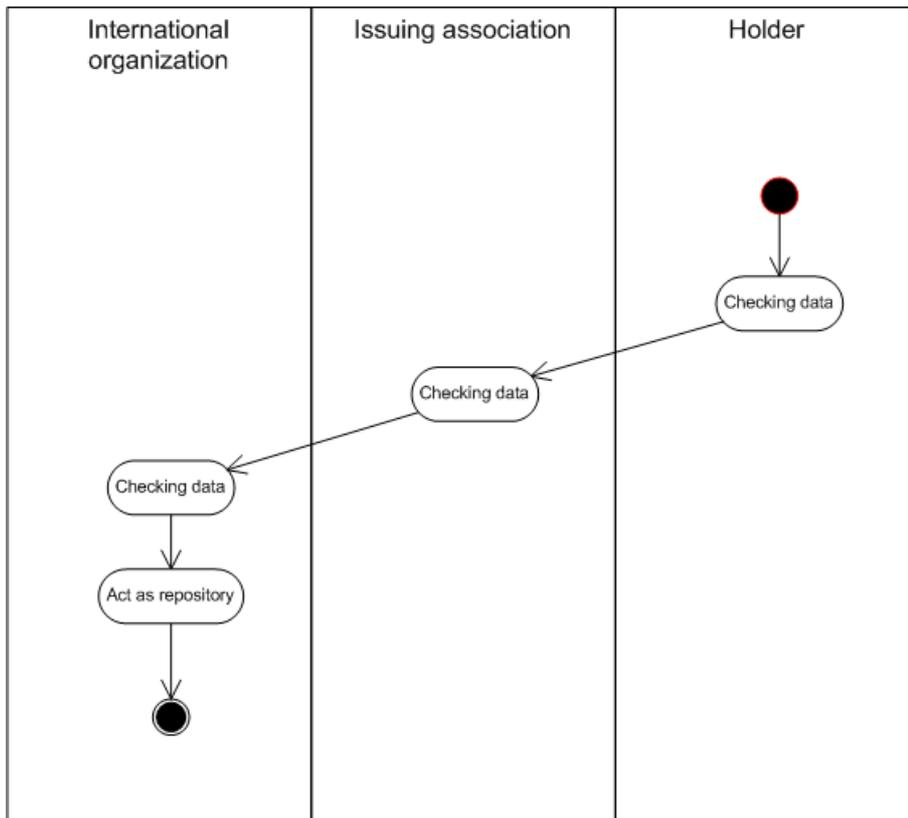 International
organization
Issuing association
Holder
Checking data
Checking data
Checking data
Act as repository